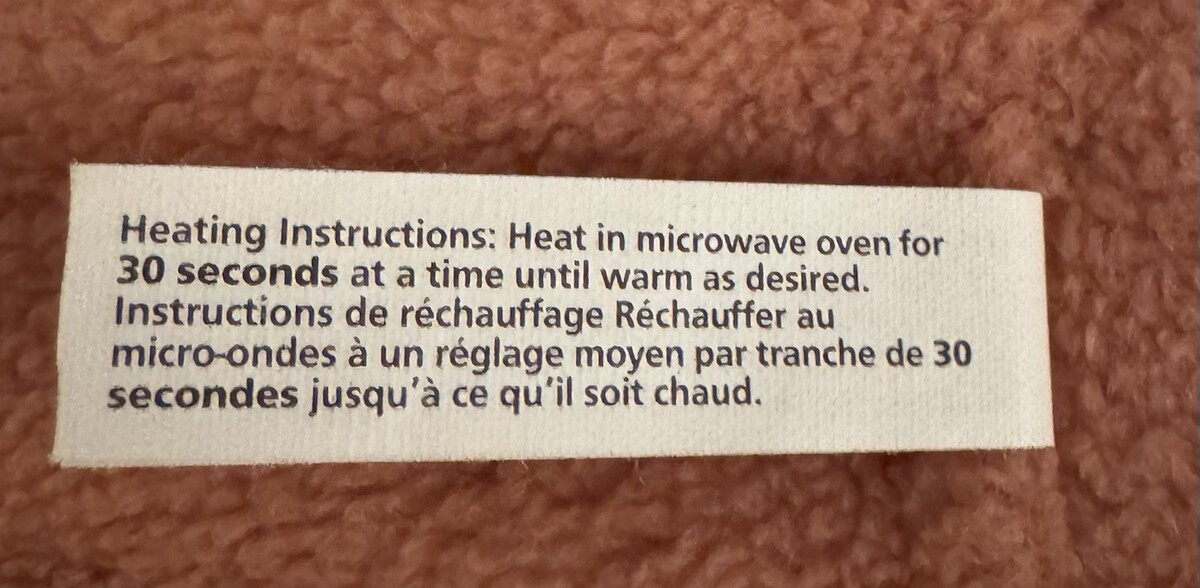 Heating Instructions: Heat in microwave oven for
30 seconds at a time until warm as desired.
Instructions de réchauffage Réchauffer au
micro-ondes à un réglage moyen par tranche de 30
secondes jusqu'à ce qu'il soit chaud.